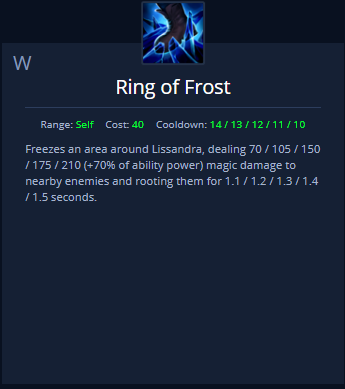 W
Ring of Frost
Range: Self Cost: 40 Cooldown: 14 / 13 / 12 / 11 / 10
Freezes an area around Lissandra, dealing 70 / 105 / 150
/ 175 / 210 (+70% of ability power) magic damage to
nearby enemies and rooting them for 1.1 / 1.2 / 1.3 / 1.4
/ 1.5 seconds.